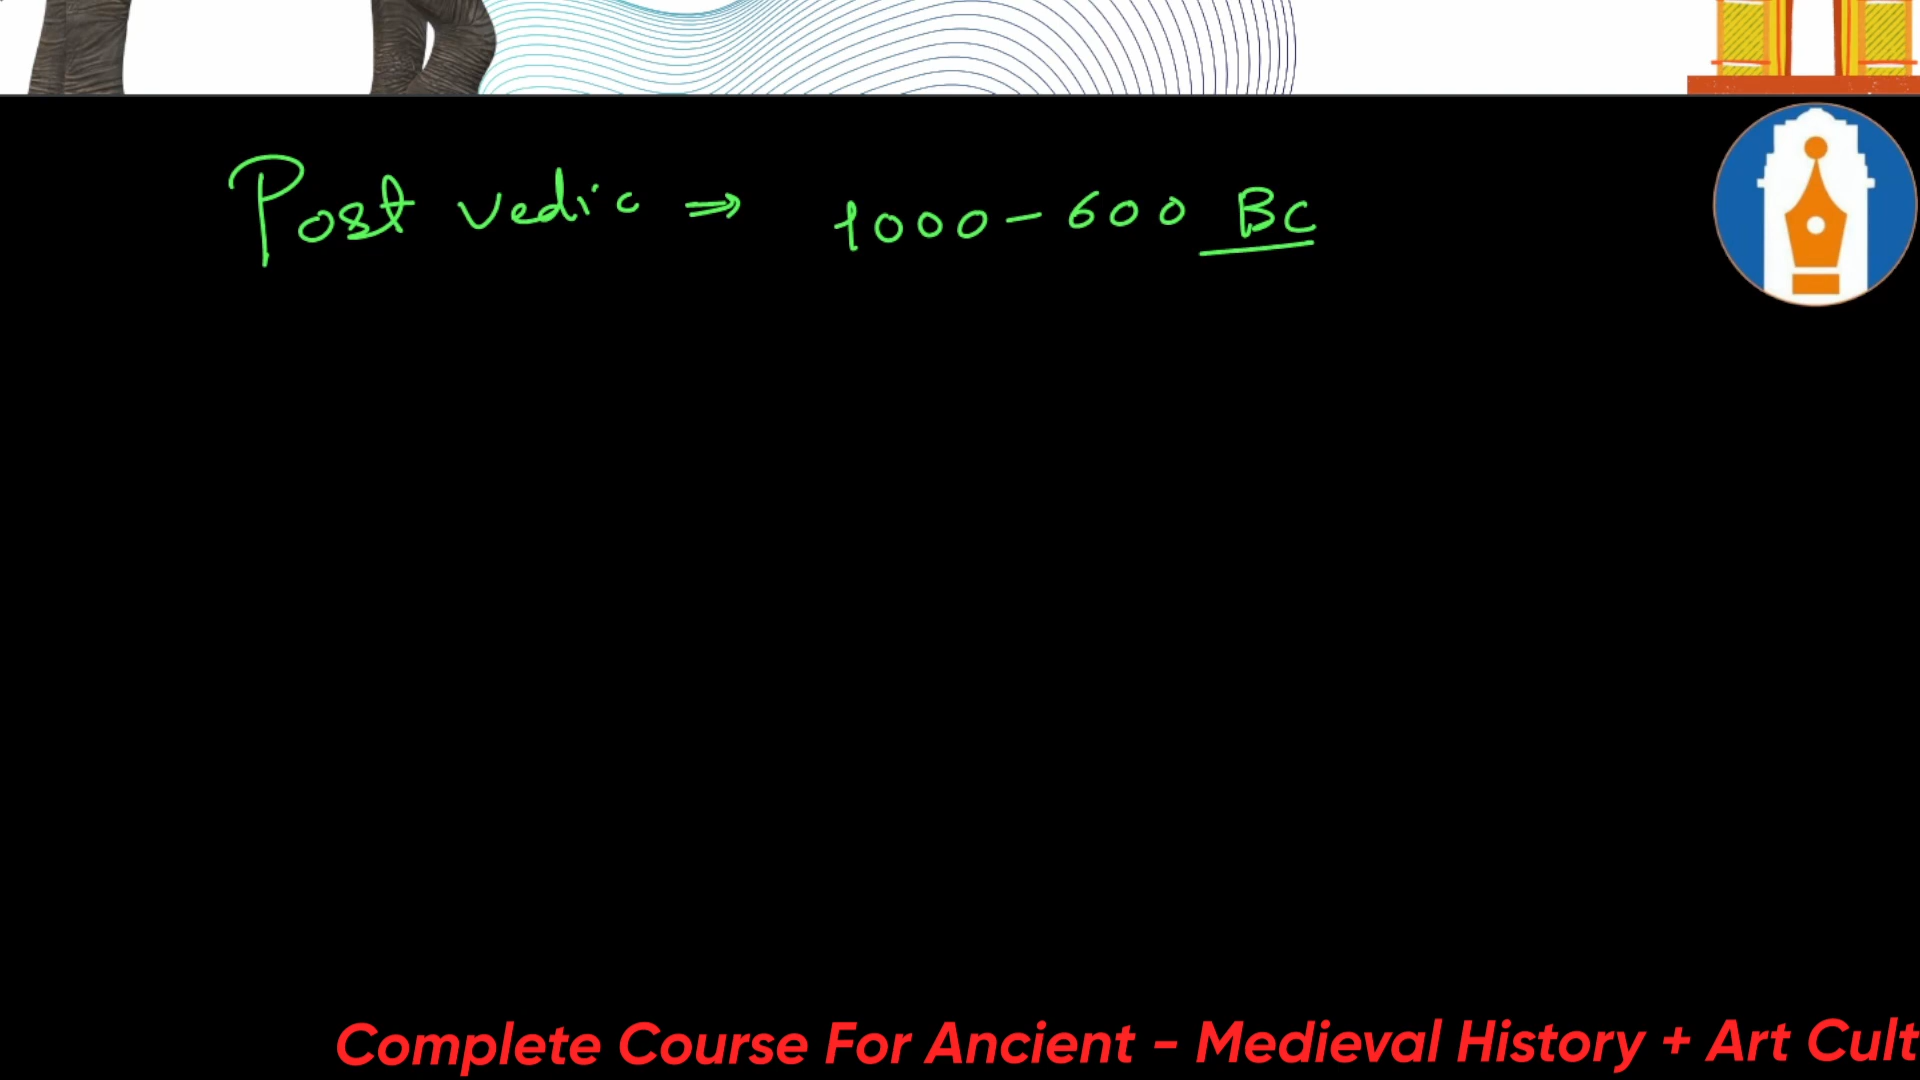 Post vedic ⇒ 1000 - 600 BC
Complete Course For Ancient - Medieval History + Art Cult